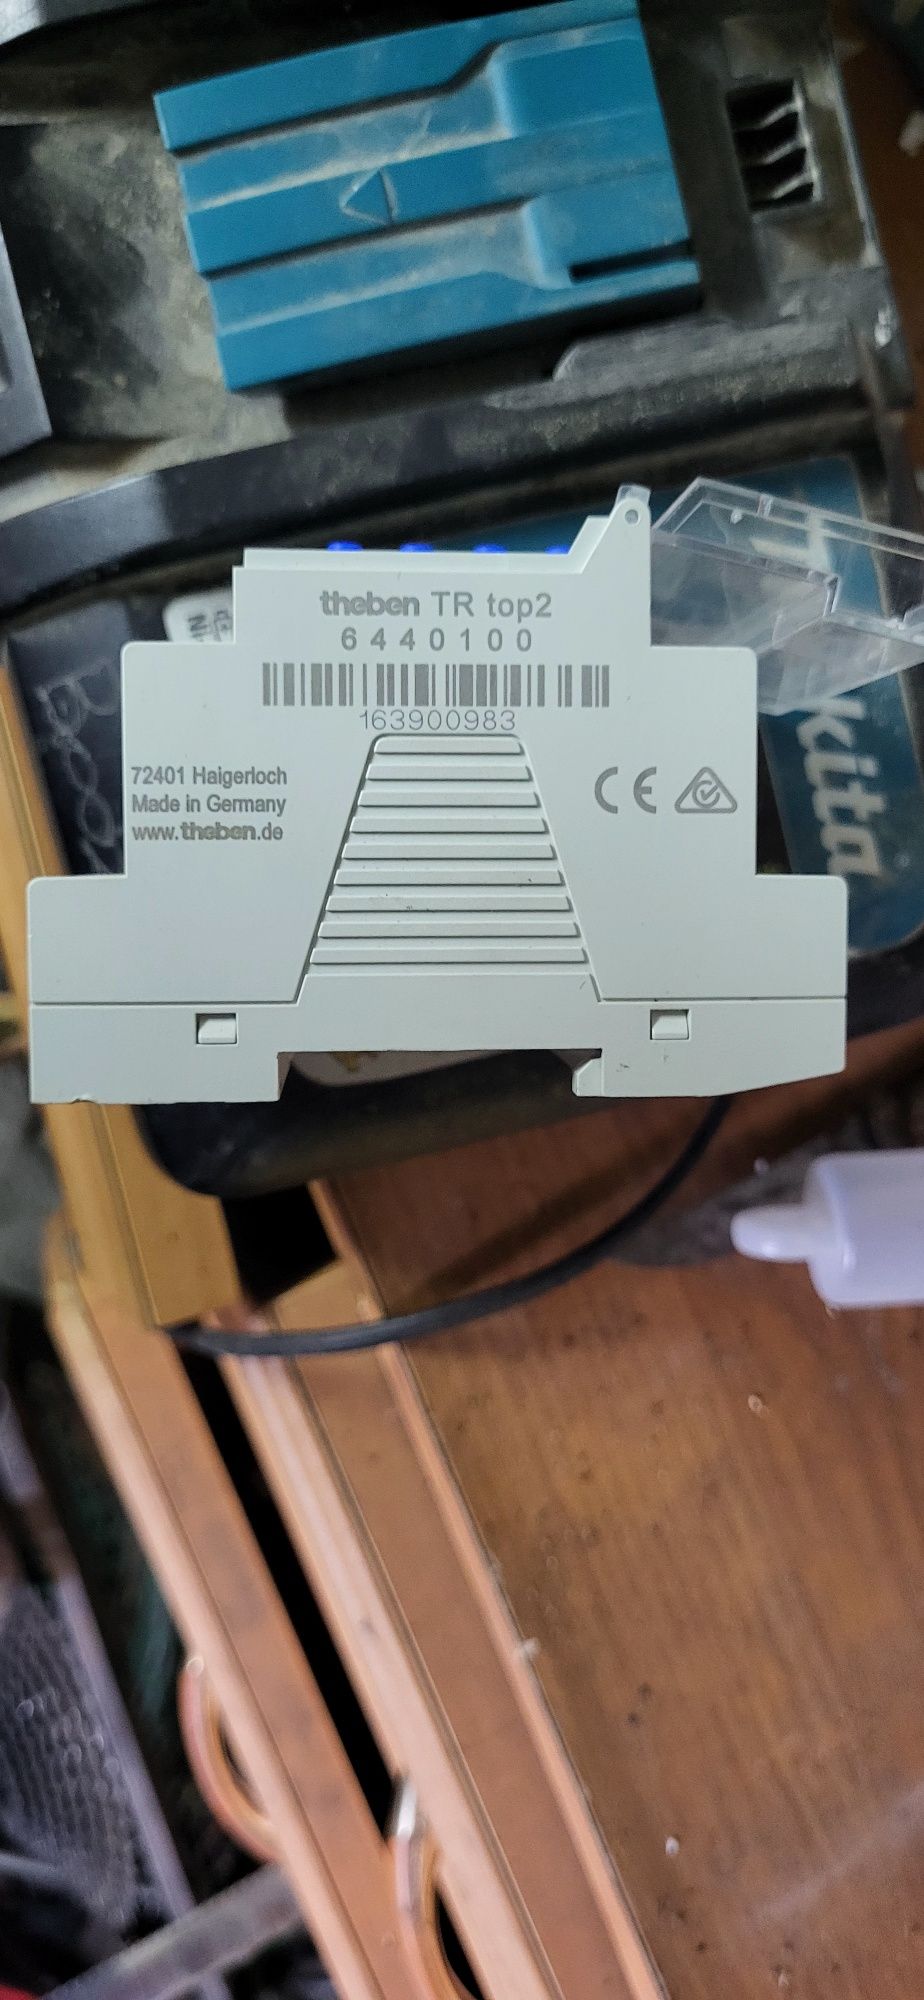 theben TR top2
6440100
163900983
72401 Haigerloch
Made in Germany
www.theben.de
CE
kita